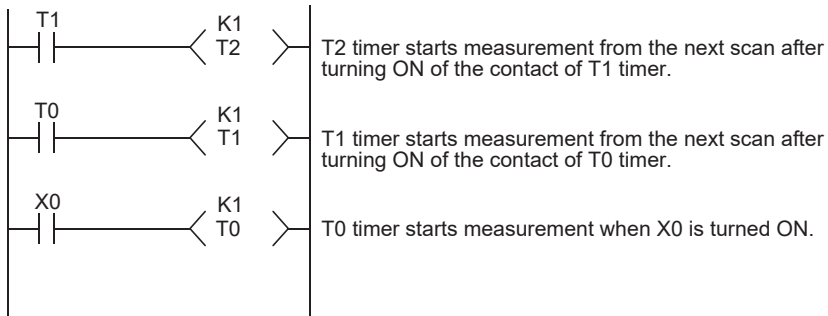 T1
K1
T2
T2 timer starts measurement from the next scan after
turning ON of the contact of T1 timer.
T0
K1
T1
T1 timer starts measurement from the next scan after
turning ON of the contact of T0 timer.
X0
K1
T0
T0 timer starts measurement when X0 is turned ON.